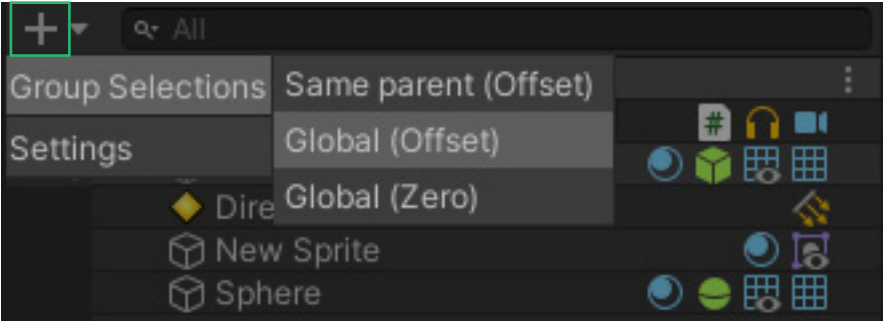 All
Group Selections
Same parent (Offset)
Settings
Global (Offset)
Global (Zero)
Dire
New Sprite
Sphere
#